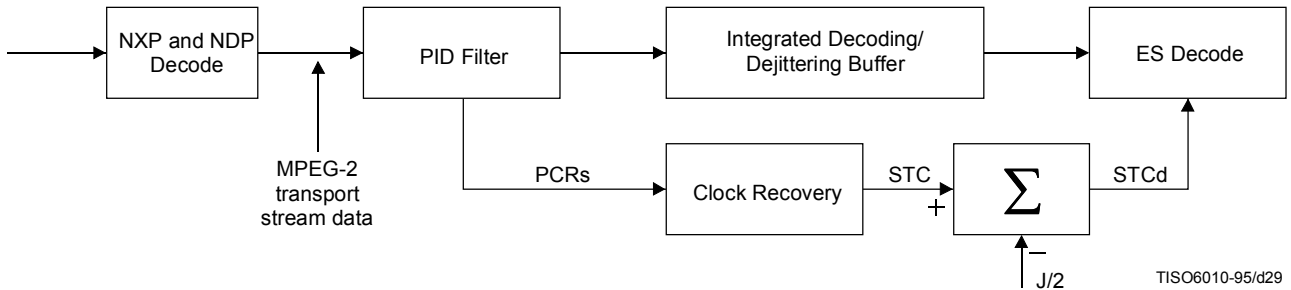 NXP and NDP
Decode
PID Filter
Integrated Decoding/
Dejittering Buffer
ES Decode
MPEG-2
transport
stream data
PCRs
Clock Recovery
STC
+
Σ
STCd
−
J/2
TISO6010-95/d29